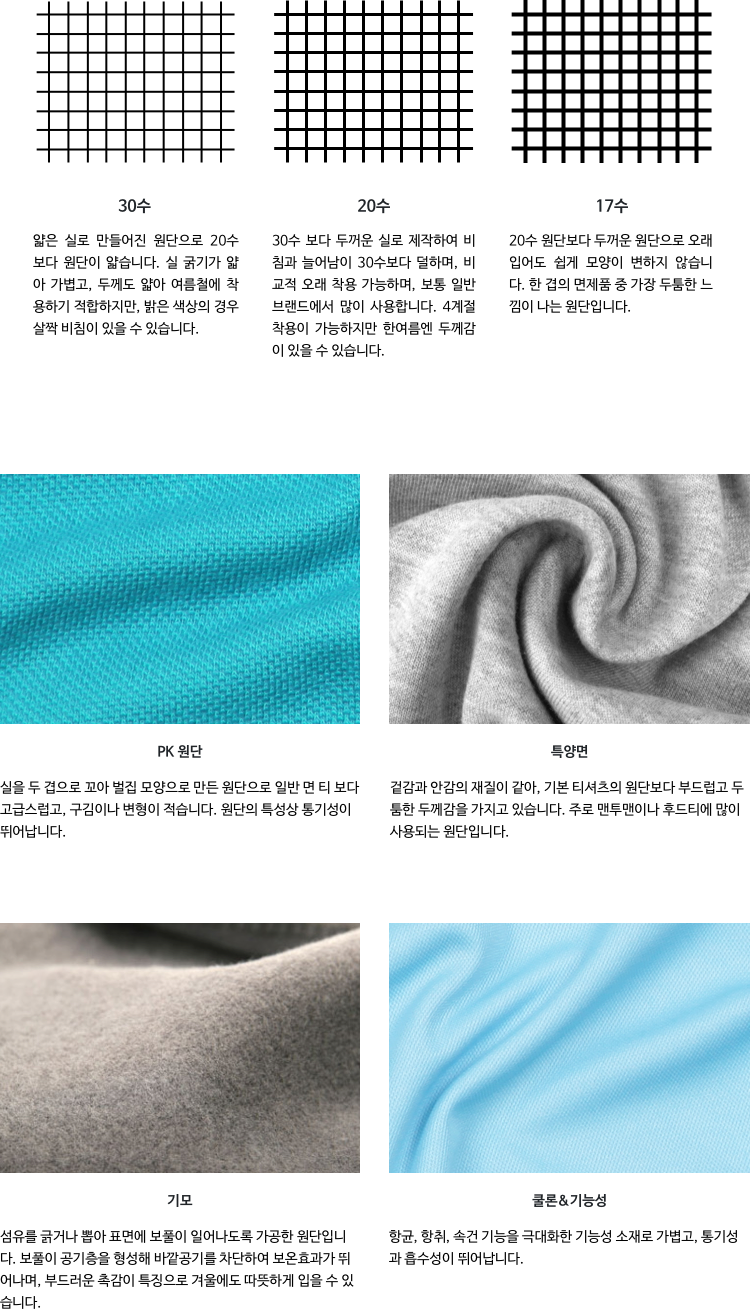 30수
얇은 실로 만들어진 원단으로 20수
보다 원단이 얇습니다. 실 굵기가 얇
아 가볍고, 두께도 얇아 여름철에 착
용하기 적합하지만, 밝은 색상의 경우
살짝 비침이 있을 수 있습니다.
20수
30수 보다 두꺼운 실로 제작하여 비
침과 늘어남이 30수보다 덜하며, 비
교적 오래 착용 가능하며, 보통 일반
브랜드에서 많이 사용합니다. 4계절
착용이 가능하지만 한여름엔 두께감
이 있을 수 있습니다.
17수
20수 원단보다 두꺼운 원단으로 오래
입어도 쉽게 모양이 변하지 않습니
다. 한 겹의 면제품 중 가장 두툼한 느
낌이 나는 원단입니다.
PK 원단
실을 두 겹으로 꼬아 벌집 모양으로 만든 원단으로 일반 면 티 보다
고급스럽고, 구김이나 변형이 적습니다. 원단의 특성상 통기성이
뛰어납니다.
특양면
겉감과 안감의 재질이 같아, 기본 티셔츠의 원단보다 부드럽고 두
툼한 두께감을 가지고 있습니다. 주로 맨투맨이나 후드티에 많이
사용되는 원단입니다.
기모
섬유를 긁거나 뽑아 표면에 보풀이 일어나도록 가공한 원단입니
다. 보풀이 공기층을 형성해 바깥공기를 차단하여 보온효과가 뛰
어나며, 부드러운 촉감이 특징으로 겨울에도 따뜻하게 입을 수 있
습니다.
쿨론&기능성
항균, 항취, 속건 기능을 극대화한 기능성 소재로 가볍고, 통기성
과 흡수성이 뛰어납니다.